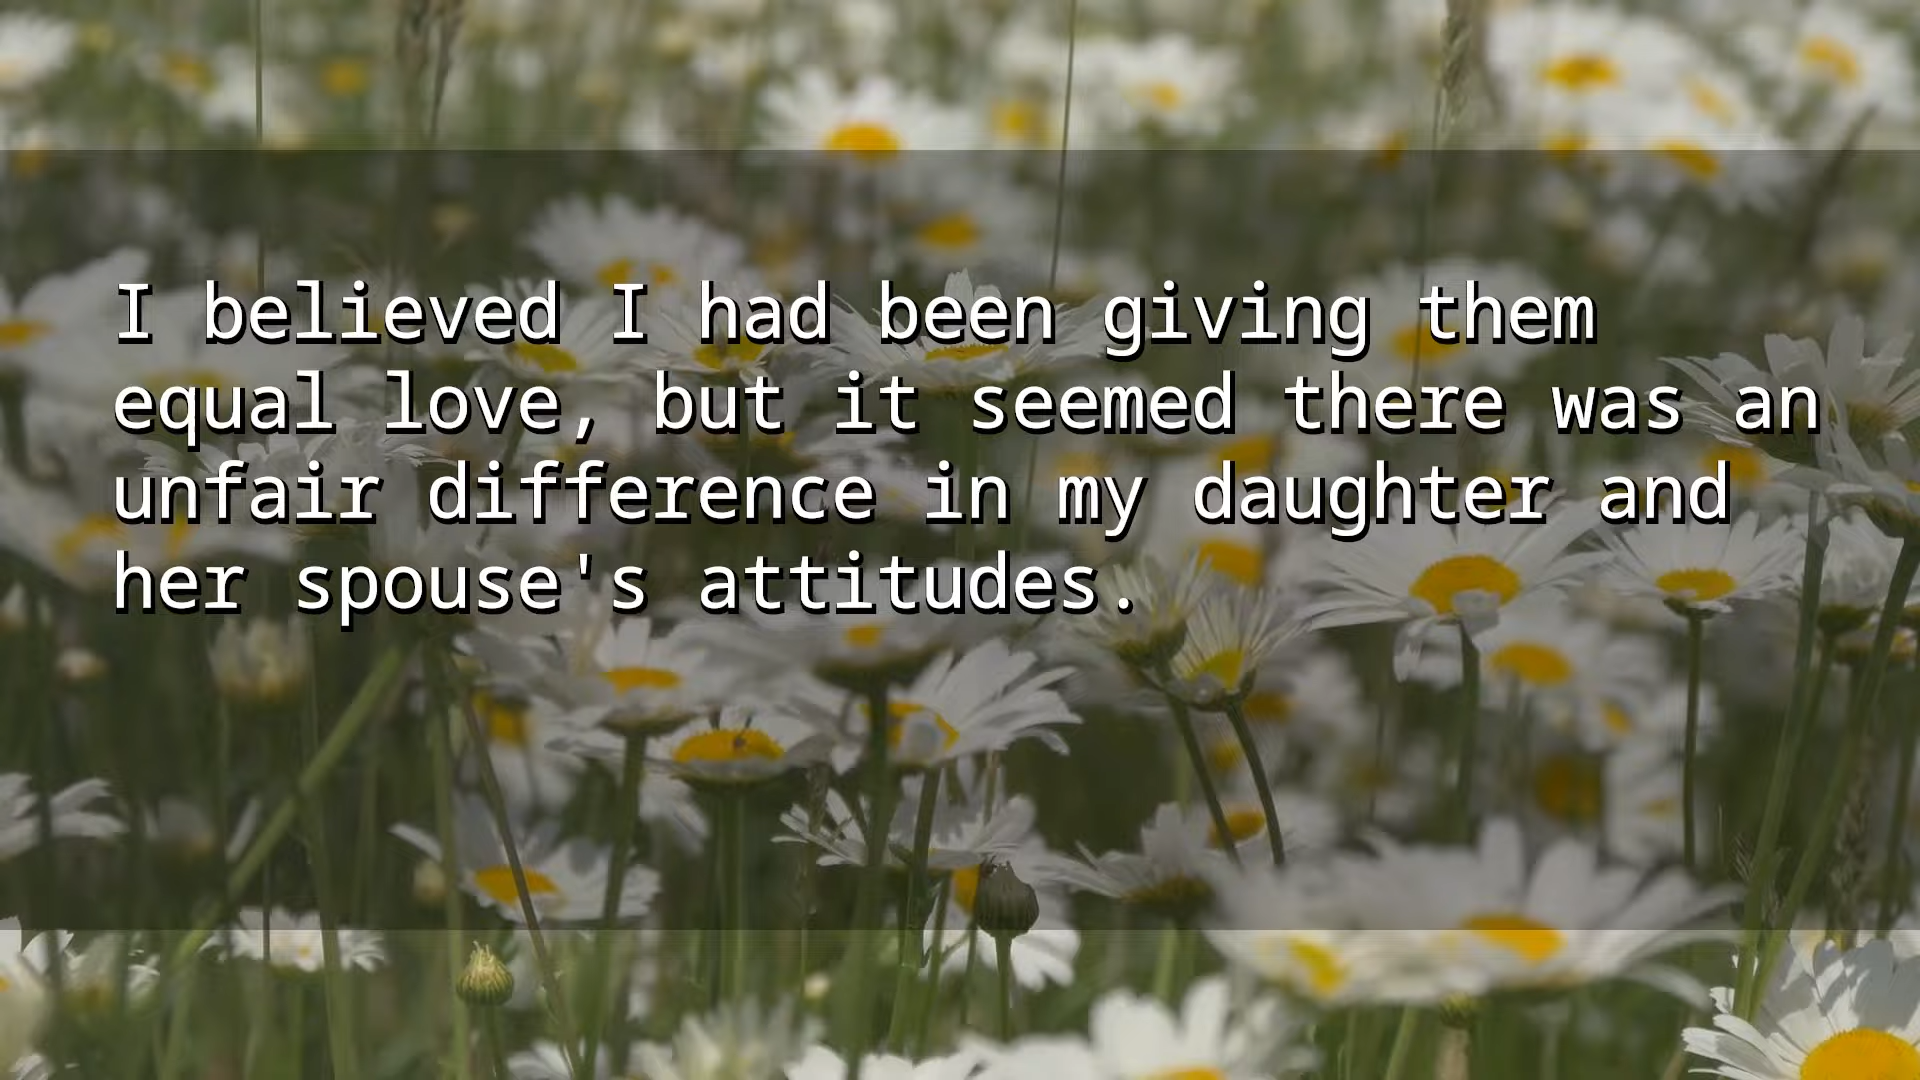 I believed I had been giving them
equal love, but it seemed there was an
unfair difference in my daughter and
her spouse's attitudes.